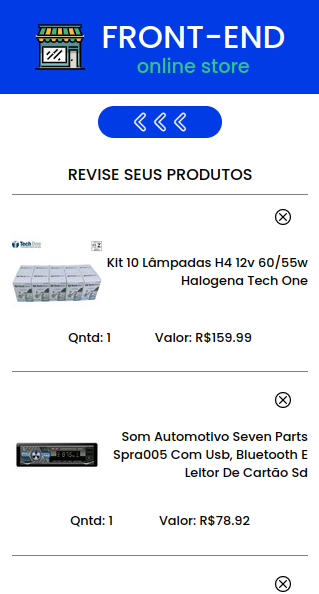 FRONT-END
online store
REVISE SEUS PRODUTOS
Tech One
Kit 10 Lâmpadas H4 12v 60/55w
Halogena Tech One
Qntd: 1 Valor: R$159.99
Som Automotivo Seven Parts
Spra005 Com Usb, Bluetooth E
Leitor De Cartão Sd
Qntd: 1 Valor: R$78.92